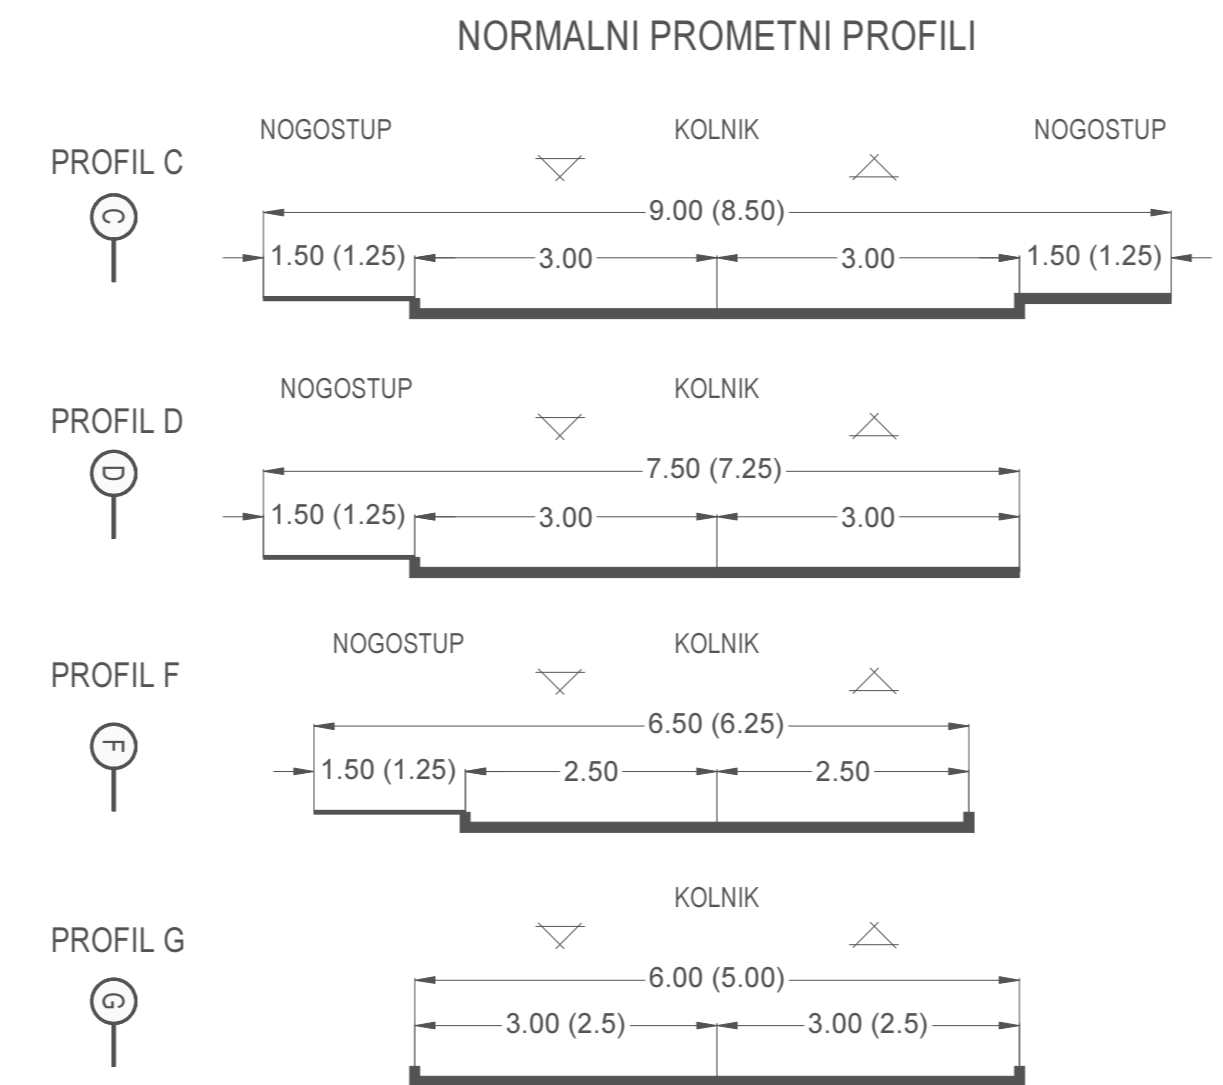 NORMALNI PROMETNI PROFILI
NOGOSTUP KOLNIK NOGOSTUP
PROFIL C
C
9.00 (8.50)
1.50 (1.25) 3.00 3.00 1.50 (1.25)
NOGOSTUP KOLNIK
PROFIL D
D
7.50 (7.25)
1.50 (1.25) 3.00 3.00
NOGOSTUP KOLNIK
PROFIL F
F
6.50 (6.25)
1.50 (1.25) 2.50 2.50
KOLNIK
PROFIL G
G
6.00 (5.00)
3.00 (2.5) 3.00 (2.5)